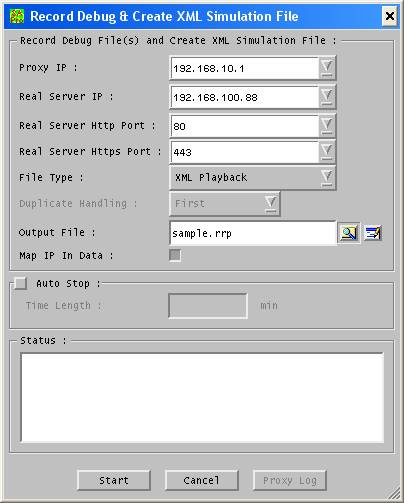 Record Debug & Create XML Simulation File
Record Debug File(s) and Create XML Simulation File :
Proxy IP : 192.168.10.1
Real Server IP : 192.168.100.88
Real Server Http Port : 80
Real Server Https Port : 443
File Type : XML Playback
Duplicate Handling : First
Output File : sample.rrp
Map IP In Data :
Auto Stop :
Time Length : min
Status :
Start Cancel Proxy Log